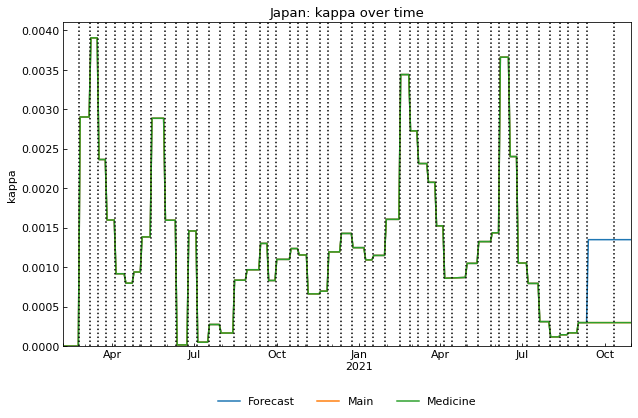 Japan: kappa over time
0.0040
0.0035
0.0030
0.0025
0.0020
0.0015
0.0010
0.0005
0.0000
kappa
Apr Jul Oct Jan Apr Jul Oct
2021
Forecast Main Medicine